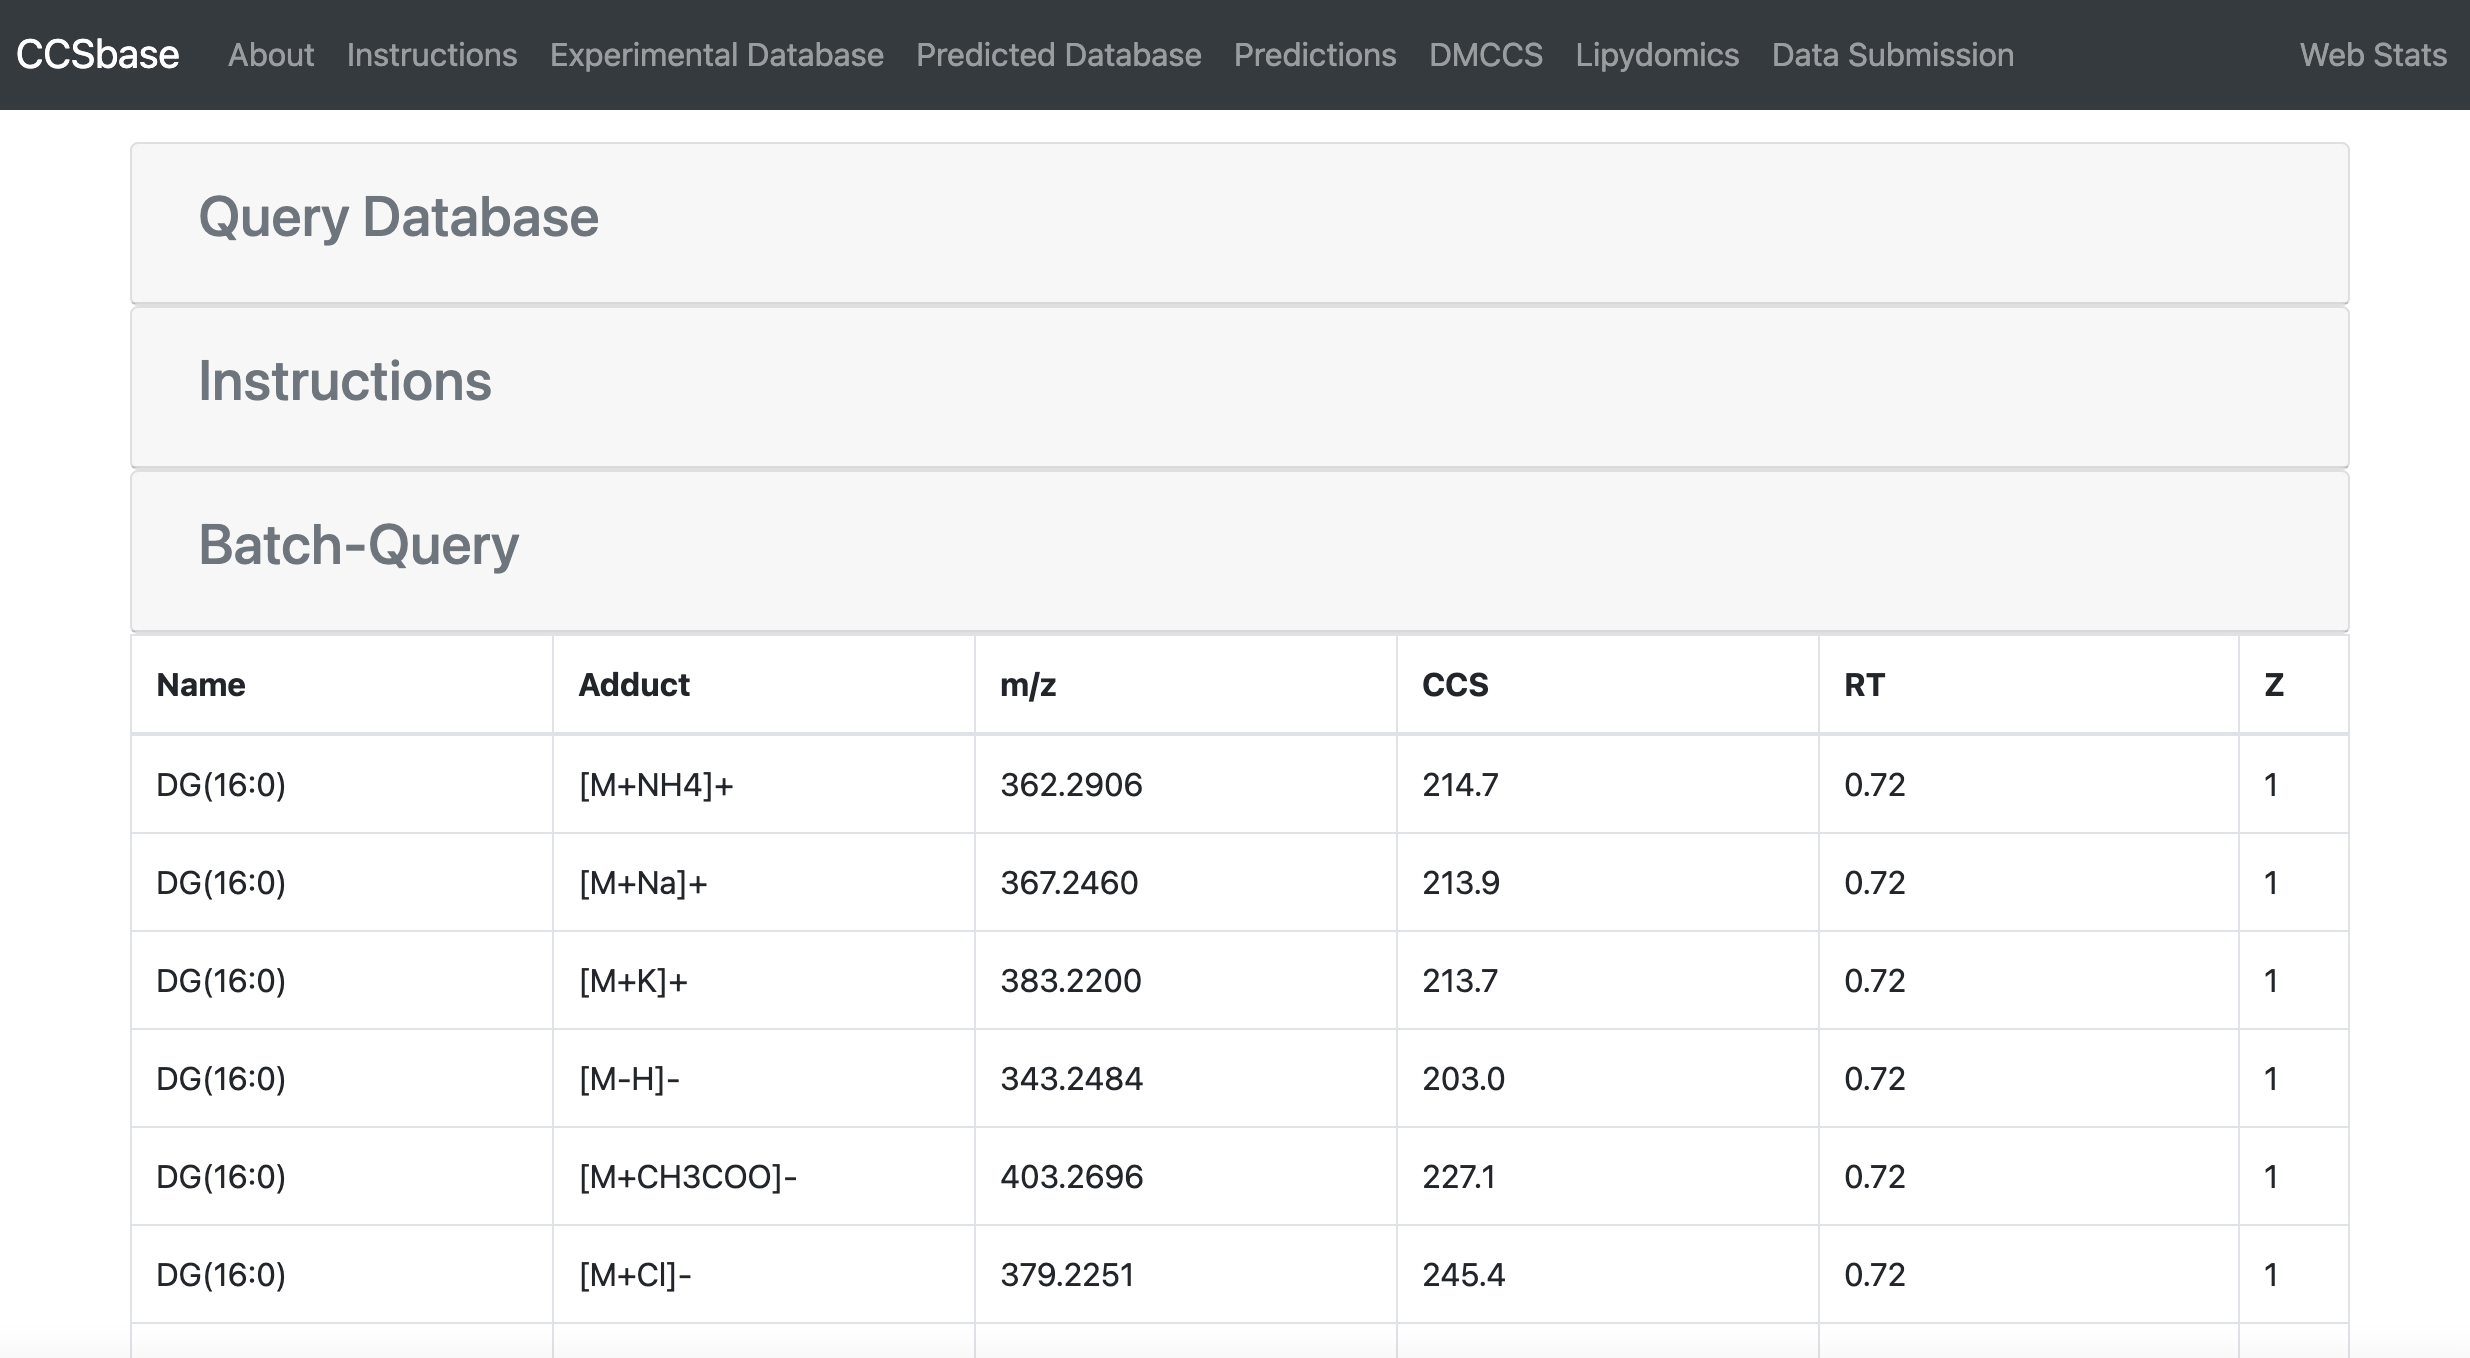 CCSbase About Instructions Experimental Database Predicted Database Predictions DMCCS Lipydomics Data Submission Web Stats
Query Database
Instructions
Batch-Query
Name Adduct m/z CCS RT Z
DG(16:0) [M+NH4]+ 362.2906 214.7 0.72 1
DG(16:0) [M+Na]+ 367.2460 213.9 0.72 1
DG(16:0) [M+K]+ 383.2200 213.7 0.72 1
DG(16:0) [M-H]- 343.2484 203.0 0.72 1
DG(16:0) [M+CH3COO]- 403.2696 227.1 0.72 1
DG(16:0) [M+Cl]- 379.2251 245.4 0.72 1